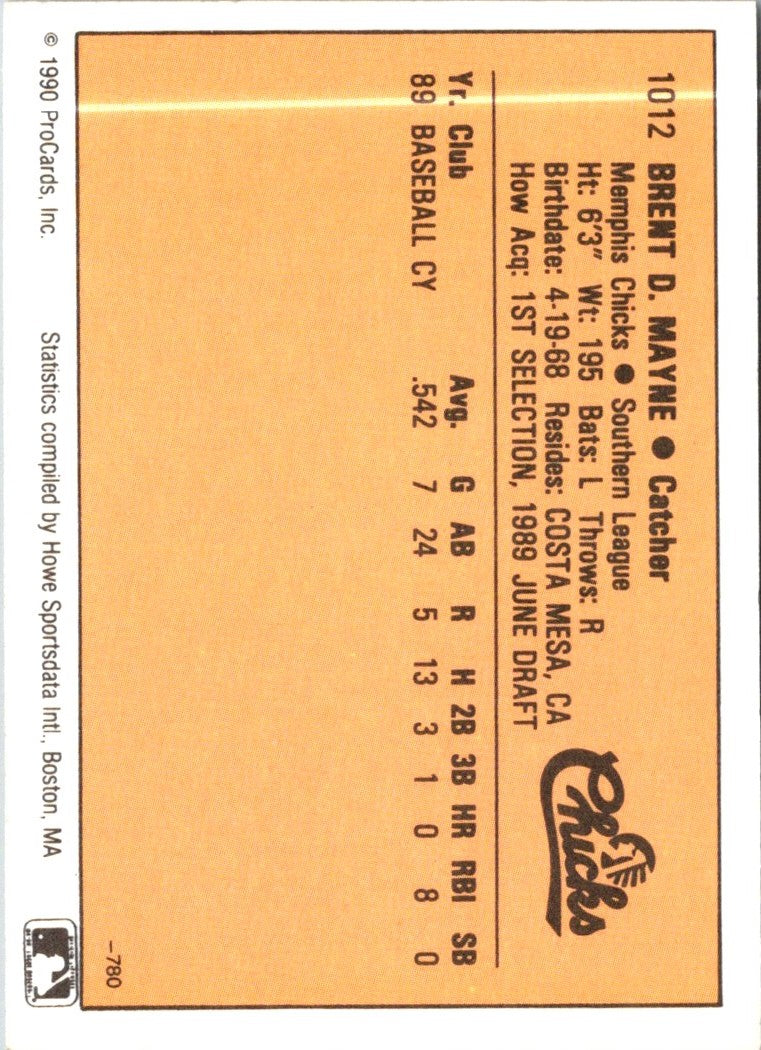 1012 BRENT D. MAYNE ● Catcher
Memphis Chicks ● Southern League
Ht: 6'3" Wt: 195 Bats: L Throws: R
Birthdate: 4-19-68 Resides: COSTA MESA, CA
How Acq: 1ST SELECTION, 1989 JUNE DRAFT
Chicks
Yr. Club Avg. G AB R H 2B 3B HR RBI SB
89 BASEBALL CY .542 7 24 5 13 3 1 0 8 0
-780
© 1990 ProCards, Inc. Statistics compiled by Howe Sportsdata Intl., Boston, MA